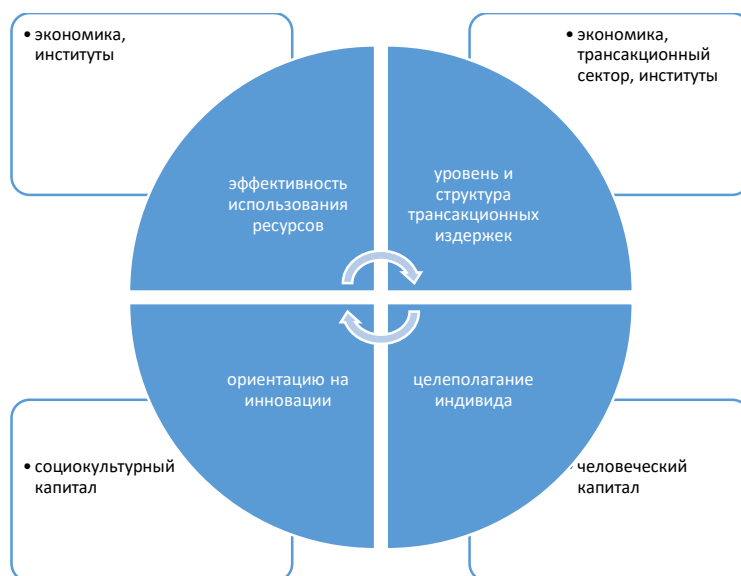 • экономика,
институты
• экономика,
трансакционный
сектор, институты
эффективность
использования
ресурсов
уровень и
структура
трансакционных
издержек
ориентацию на
инновации
целеполагание
индивида
• социокультурный
капитал
• человеческий
капитал